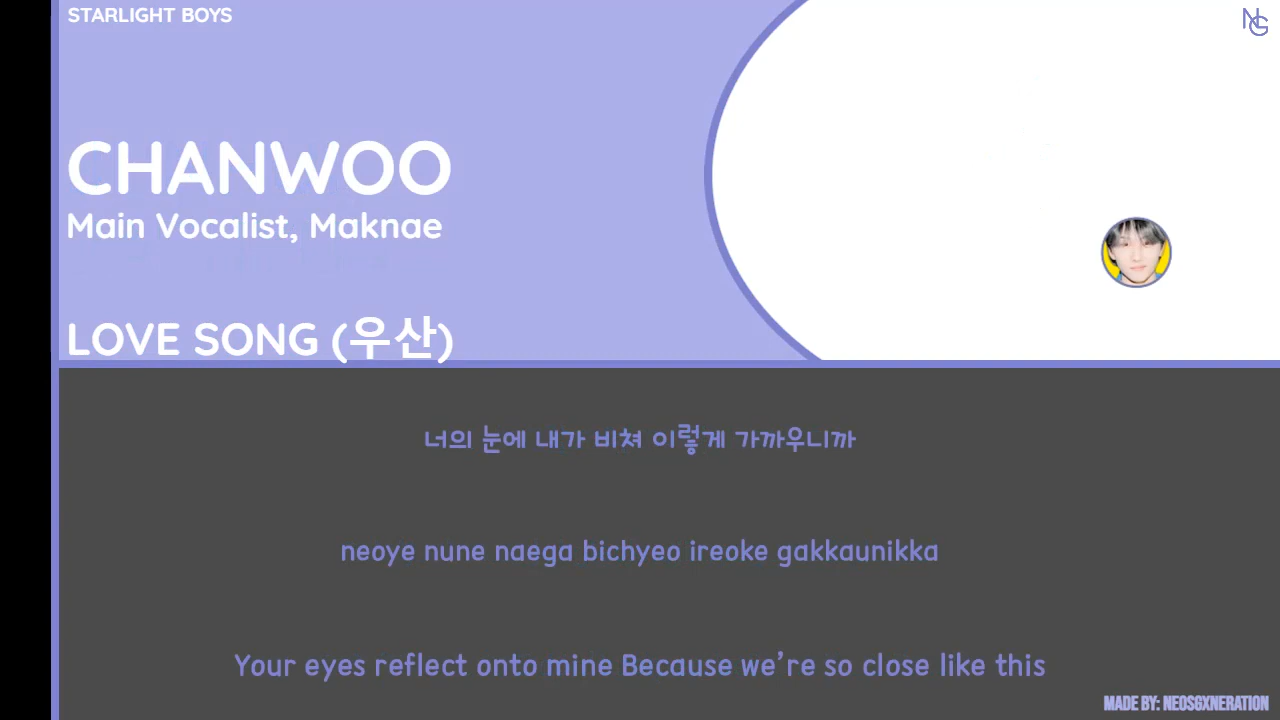 STARLIGHT BOYS
NG
CHANWOO
Main Vocalist, Maknae
LOVE SONG (우산)
너의 눈에 내가 비쳐 이렇게 가까우니까
neoye nune naega bichyeo ireoke gakkaunikka
Your eyes reflect onto mine Because we're so close like this
MADE BY: NEOSGXNERATION